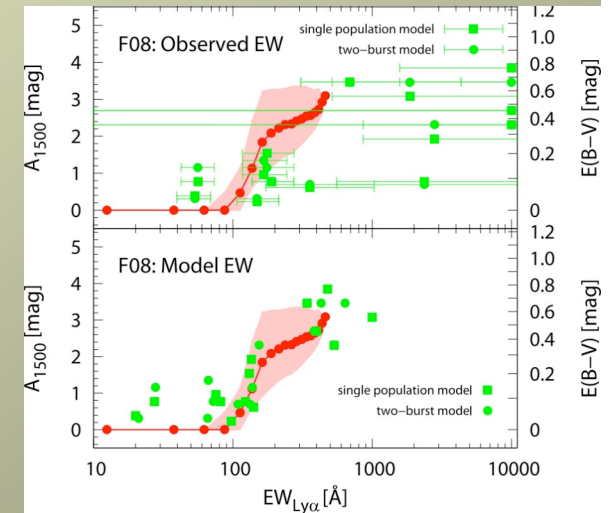 F08: Observed EW
single population model
two-burst model
A1500 [mag]
E(B-V)
5
4
3
2
1
0
1.2
1.0
0.8
0.6
0.4
0.2
0
F08: Model EW
single population model
two-burst model
A1500 [mag]
E(B-V)
5
4
3
2
1
0
1.2
1.0
0.8
0.6
0.4
0.2
0
10
100
1000
10000
EWLyα [Å]